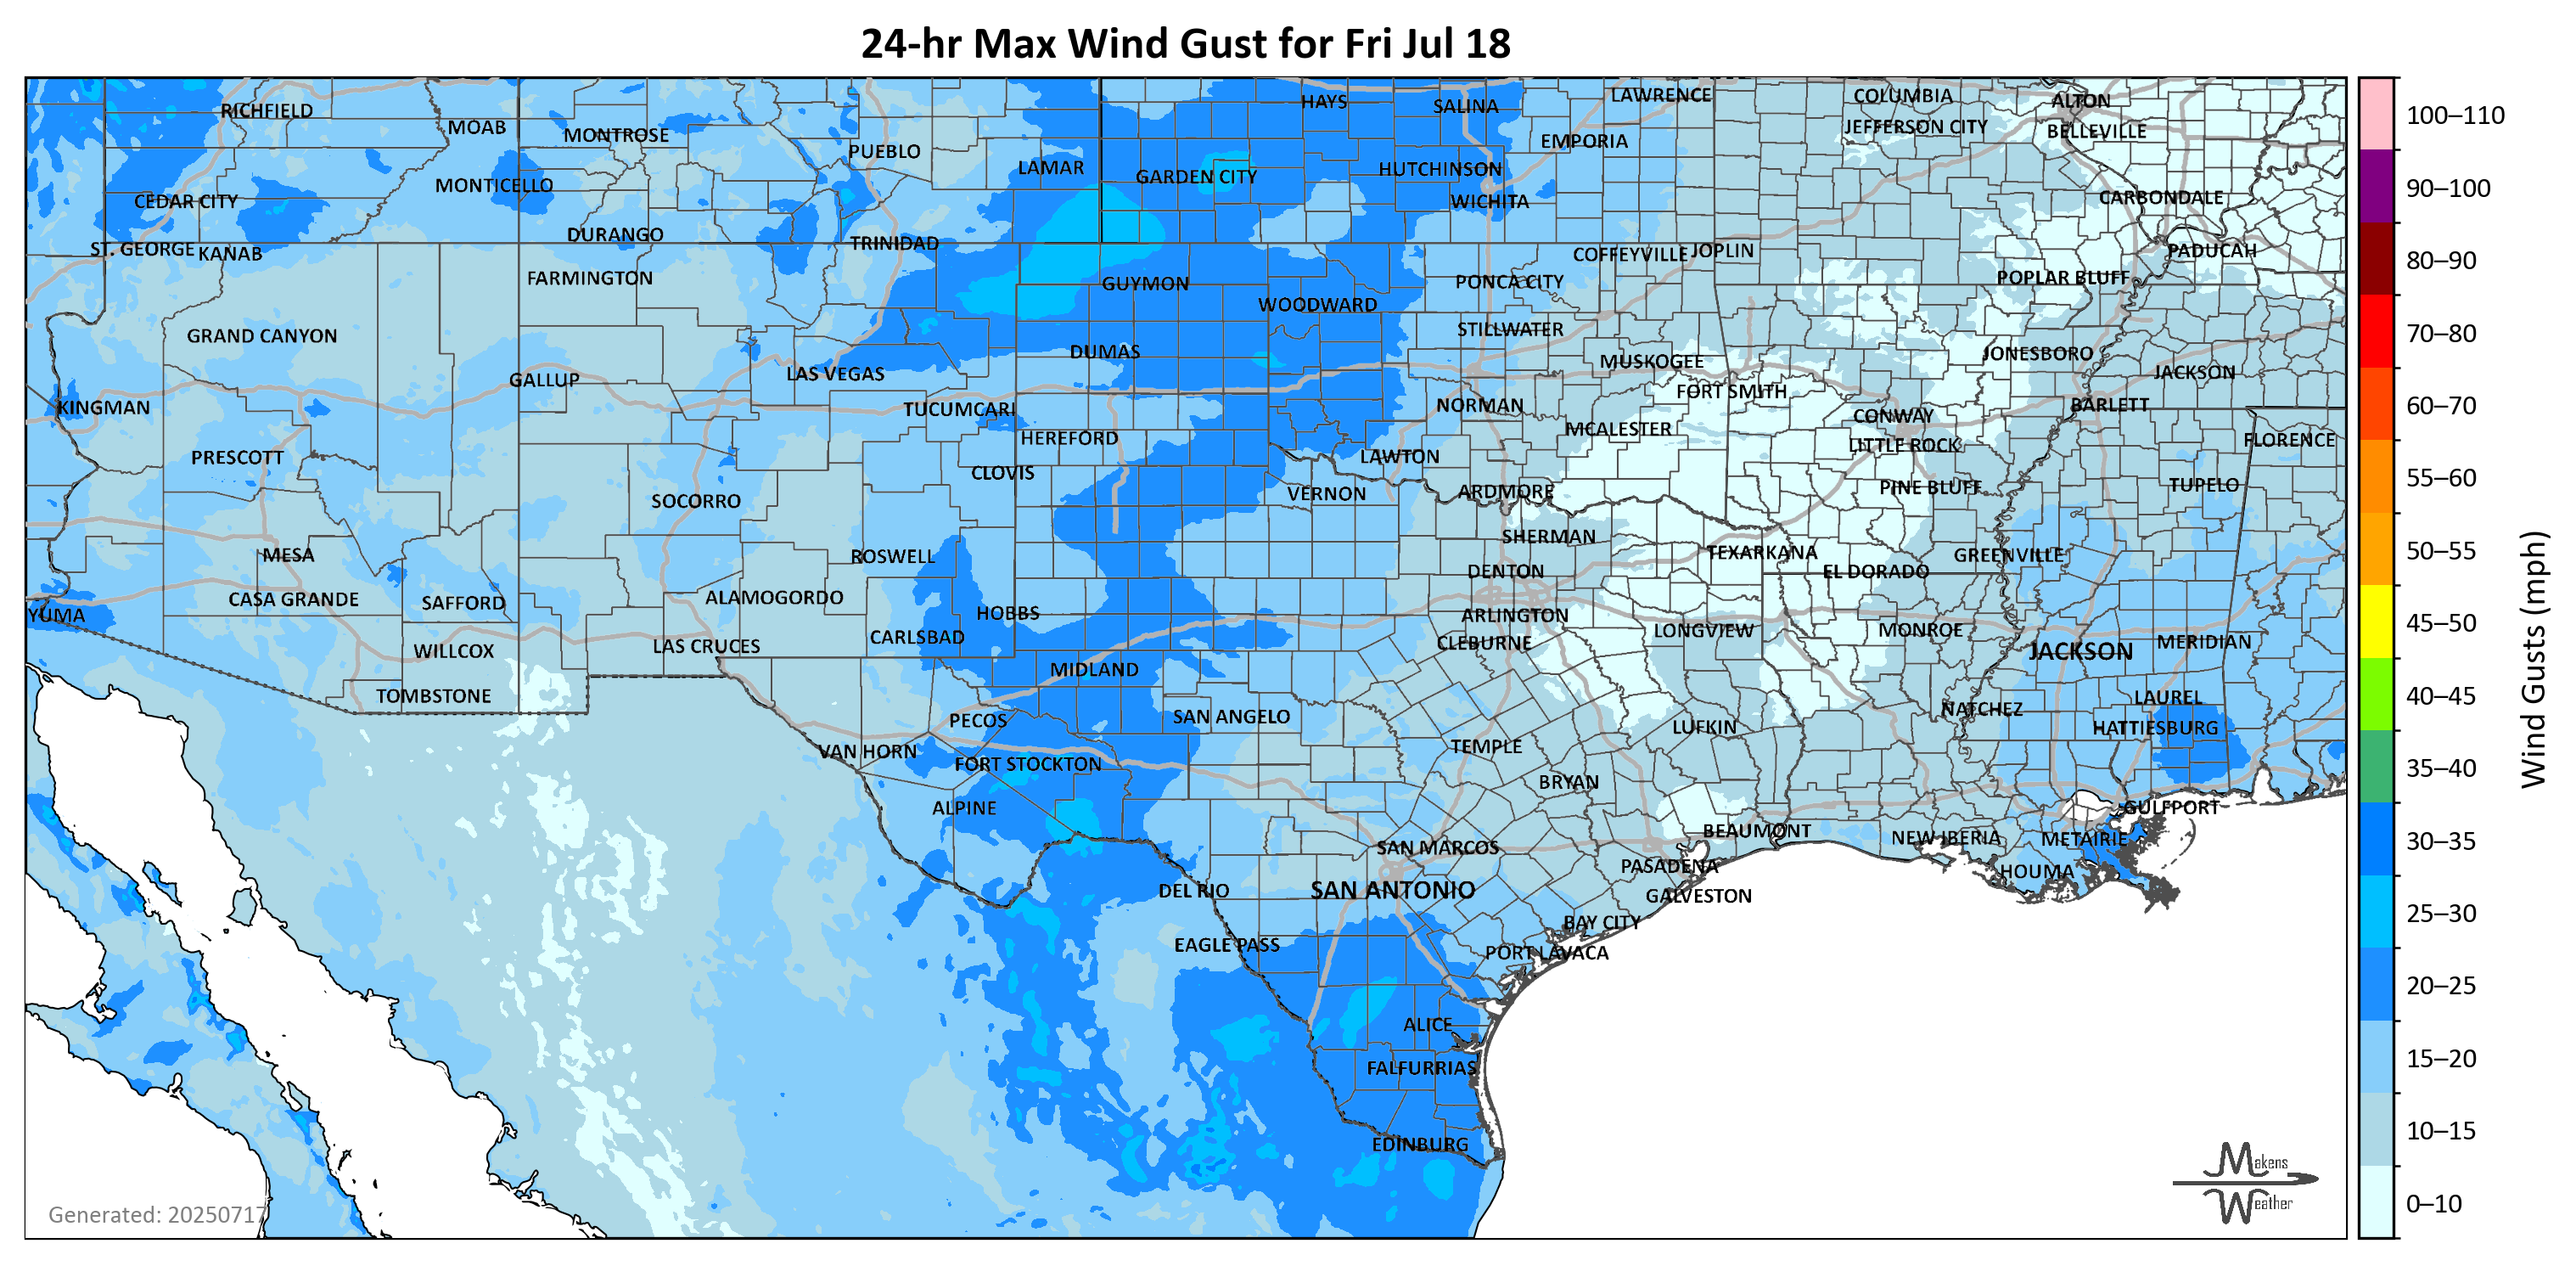 24-hr Max Wind Gust for Fri Jul 18
RICHFIELD
MOAB
MONTROSE
PUEBLO
LAMAR
HAYS
SALINA
LAWRENCE
COLUMBIA
ALTON
JEFFERSON CITY
BELLEVILLE
EMPORIA
HUTCHINSON
GARDEN CITY
MONTICELLO
CEDAR CITY
WICHITA
CARBONDALE
DURANGO
TRINIDAD
ST. GEORGE
KANAB
COFFEYVILLE
JOPLIN
PADUCAH
FARMINGTON
GUYMON
PONCA CITY
POPLAR BLUFF
WOODWARD
STILLWATER
GRAND CANYON
DUMAS
MUSKOGEE
JONESBORO
JACKSON
GALLUP
LAS VEGAS
FORT SMITH
KINGMAN
TUCUMCARI
NORMAN
CONWAY
BARLETT
HEREFORD
MCALESTER
LITTLE ROCK
FLORENCE
PRESCOTT
CLOVIS
LAWTON
SOCORRO
VERNON
ARDMORE
PINE BLUFF
TUPELO
SHERMAN
MESA
ROSWELL
TEXARKANA
GREENVILLE
DENTON
EL DORADO
CASA GRANDE
SAFFORD
ALAMOGORDO
YUMA
HOBBS
ARLINGTON
CARLSBAD
LAS CRUCES
CLEBURNE
LONGVIEW
MONROE
JACKSON
MERIDIAN
WILLCOX
MIDLAND
TOMBSTONE
LAUREL
PECOS
SAN ANGELO
NATCHEZ
LUFKIN
HATTIESBURG
VAN HORN
TEMPLE
FORT STOCKTON
BRYAN
ALPINE
GULFPORT
BEAUMONT
NEW IBERIA
METAIRIE
SAN MARCOS
PASADENA
HOUMA
DEL RIO
SAN ANTONIO
GALVESTON
BAY CITY
EAGLE PASS
PORT LAVACA
ALICE
FALFURRIAS
EDINBURG
Generated: 20250717
Makens
Weather
100–110
90–100
80–90
70–80
60–70
55–60
50–55
45–50
40–45
35–40
30–35
25–30
20–25
15–20
10–15
0–10
Wind Gusts (mph)